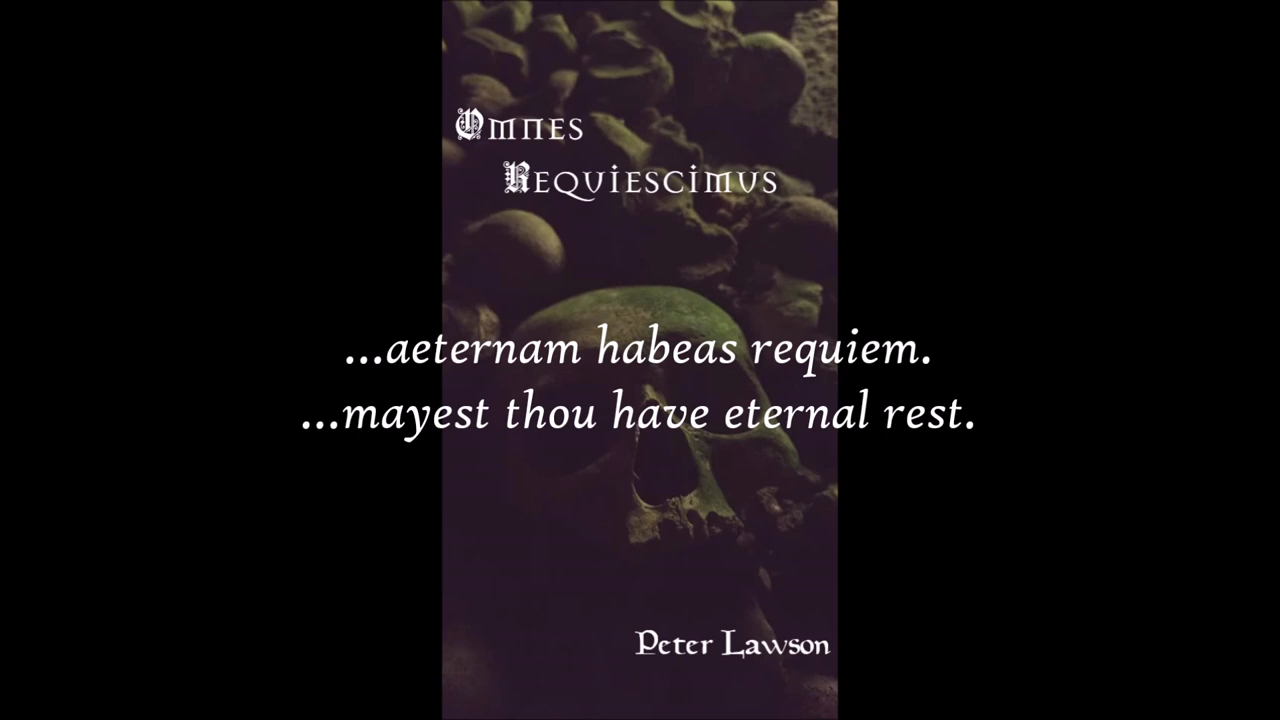 Omnes
Requiescimus
...aeternam habeas requiem.
...mayest thou have eternal rest.
Peter Lawson